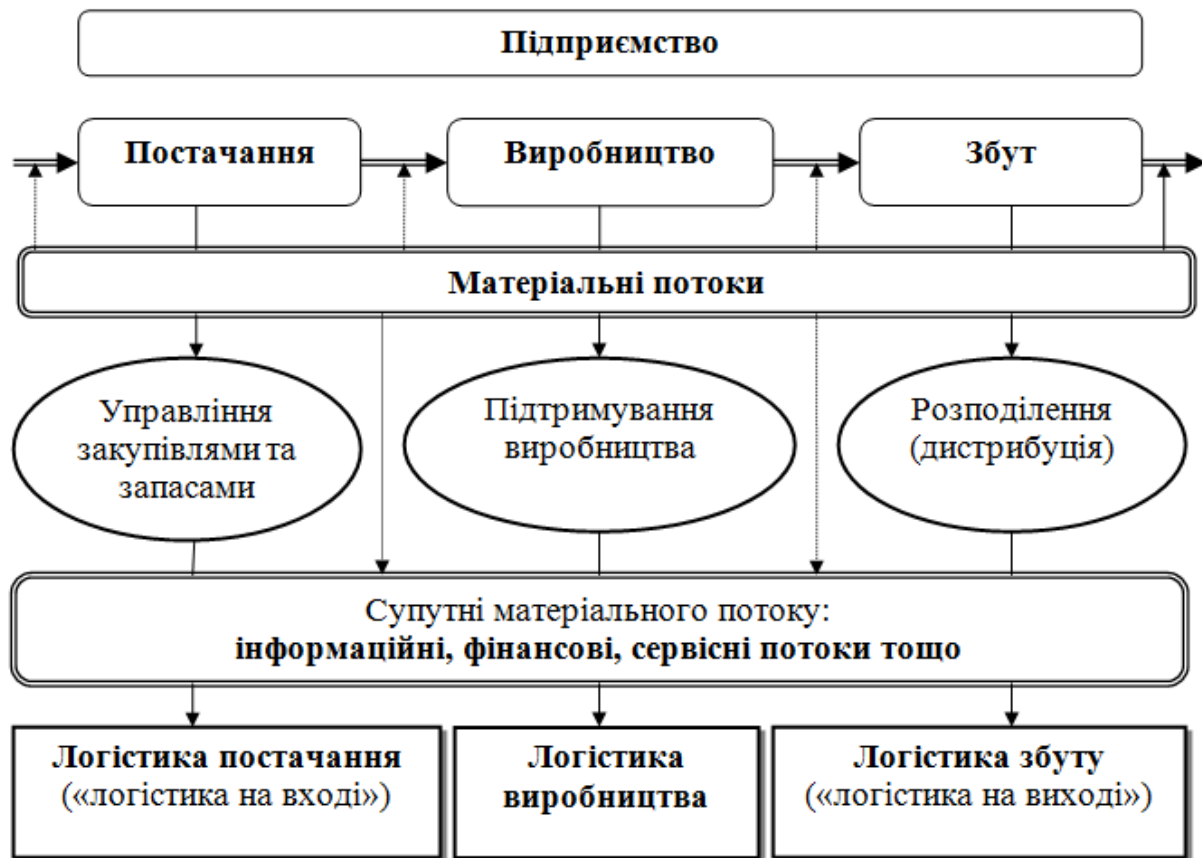 Підприємство
Постачання
Виробництво
Збут
Матеріальні потоки
Управління
закупівлями та
запасами
Підтримування
виробництва
Розподілення
(дистрибуція)
Супутні матеріального потоку:
інформаційні, фінансові, сервісні потоки тощо
Логістика постачання
(«логістика на вході»)
Логістика
виробництва
Логістика збуту
(«логістика на виході»)